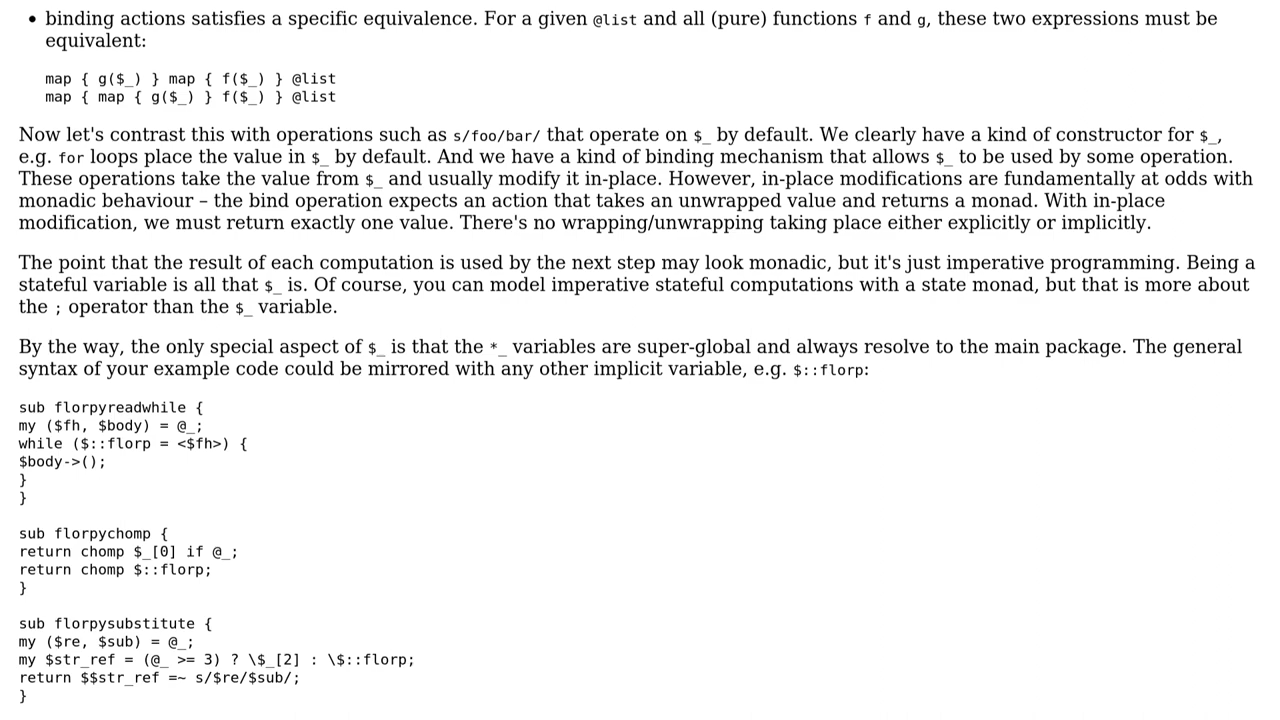 • binding actions satisfies a specific equivalence. For a given @list and all (pure) functions f and g, these two expressions must be
equivalent:
map { g($_) } map { f($_) } @list
map { map { g($_) } f($_) } @list
Now let's contrast this with operations such as s/foo/bar/ that operate on $_ by default. We clearly have a kind of constructor for $_,
e.g. for loops place the value in $_ by default. And we have a kind of binding mechanism that allows $_ to be used by some operation.
These operations take the value from $_ and usually modify it in-place. However, in-place modifications are fundamentally at odds with
monadic behaviour – the bind operation expects an action that takes an unwrapped value and returns a monad. With in-place
modification, we must return exactly one value. There's no wrapping/unwrapping taking place either explicitly or implicitly.
The point that the result of each computation is used by the next step may look monadic, but it's just imperative programming. Being a
stateful variable is all that $_ is. Of course, you can model imperative stateful computations with a state monad, but that is more about
the ; operator than the $_ variable.
By the way, the only special aspect of $_ is that the *_ variables are super-global and always resolve to the main package. The general
syntax of your example code could be mirrored with any other implicit variable, e.g. $::florp:
sub florpyreadwhile {
my ($fh, $body) = @_;
while ($::florp = <$fh>) {
$body->();
}
}
sub florpychomp {
return chomp $_[0] if @_;
return chomp $::florp;
}
sub florpysubstitute {
my ($re, $sub) = @_;
my $str_ref = (@_ >= 3) ? \$_[2] : \$::florp;
return $$str_ref =~ s/$re/$sub/;
}